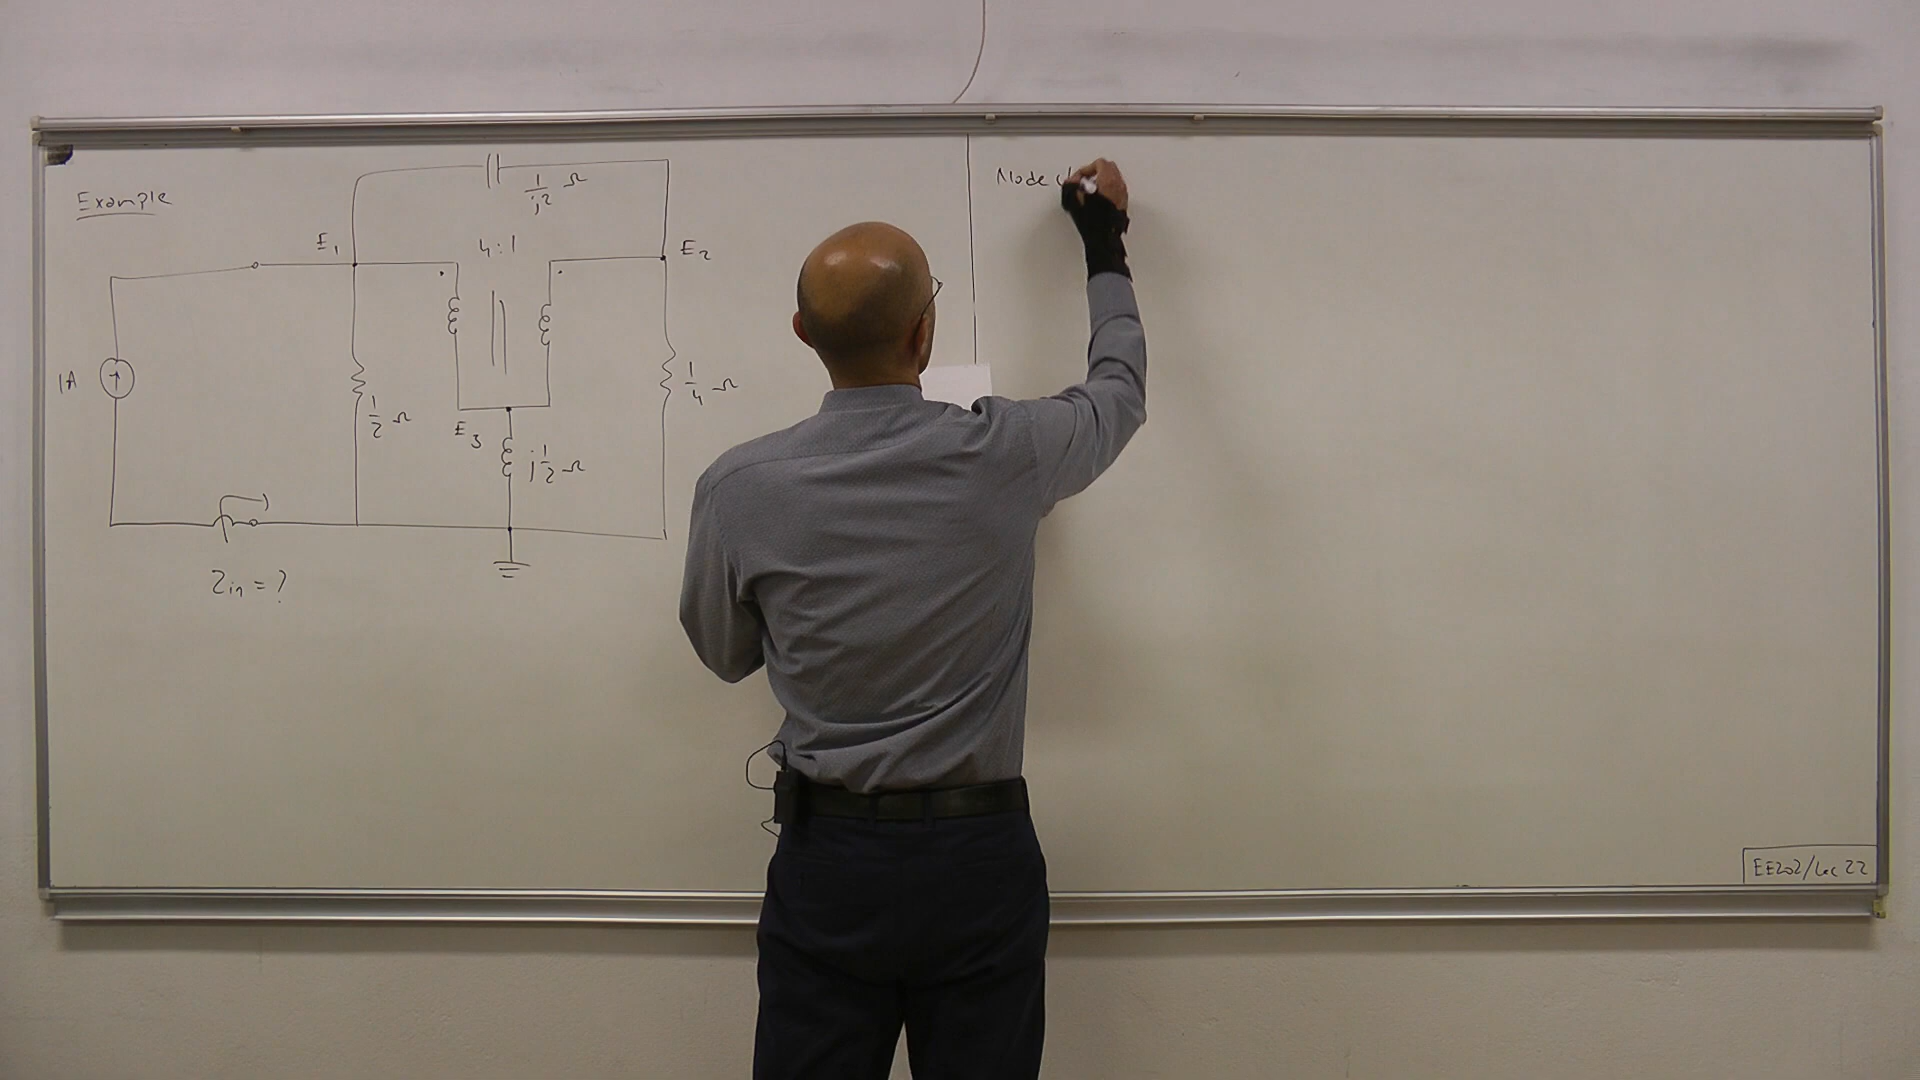 Example
1/j2 Ω
E1
4:1
E2
1A
1/2 Ω
E3
j 1/2 Ω
1/4 Ω
Zin = ?
Node
EE202/Lec 22